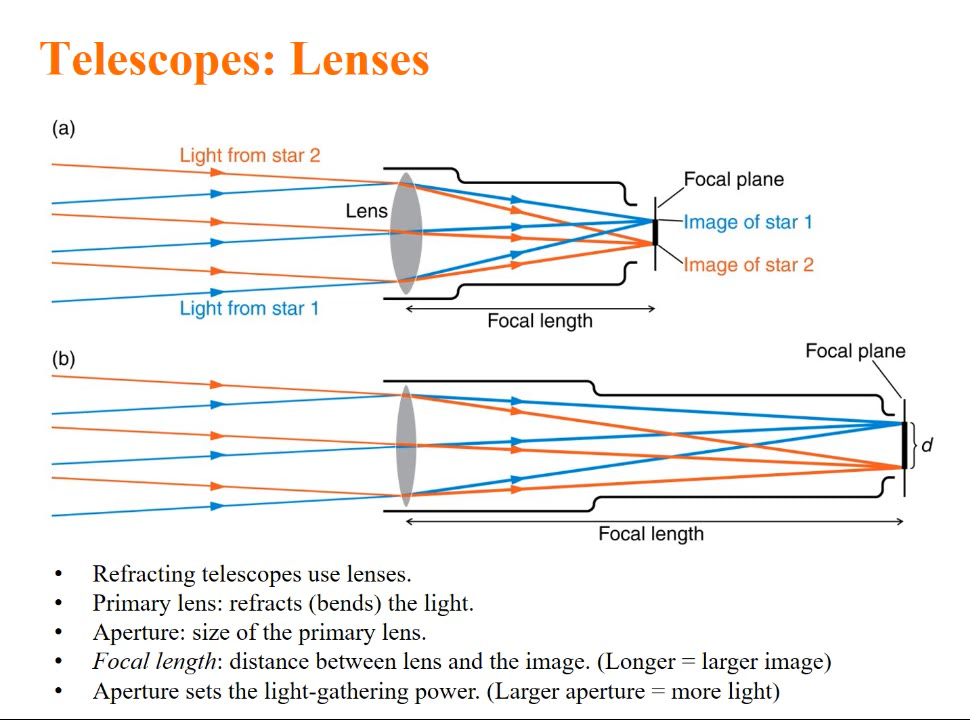 Telescopes: Lenses
(a)
Light from star 2
Lens
Focal plane
Image of star 1
Image of star 2
Light from star 1
Focal length
(b)
Focal plane
d
Focal length
• Refracting telescopes use lenses.
• Primary lens: refracts (bends) the light.
• Aperture: size of the primary lens.
• Focal length: distance between lens and the image. (Longer = larger image)
• Aperture sets the light-gathering power. (Larger aperture = more light)